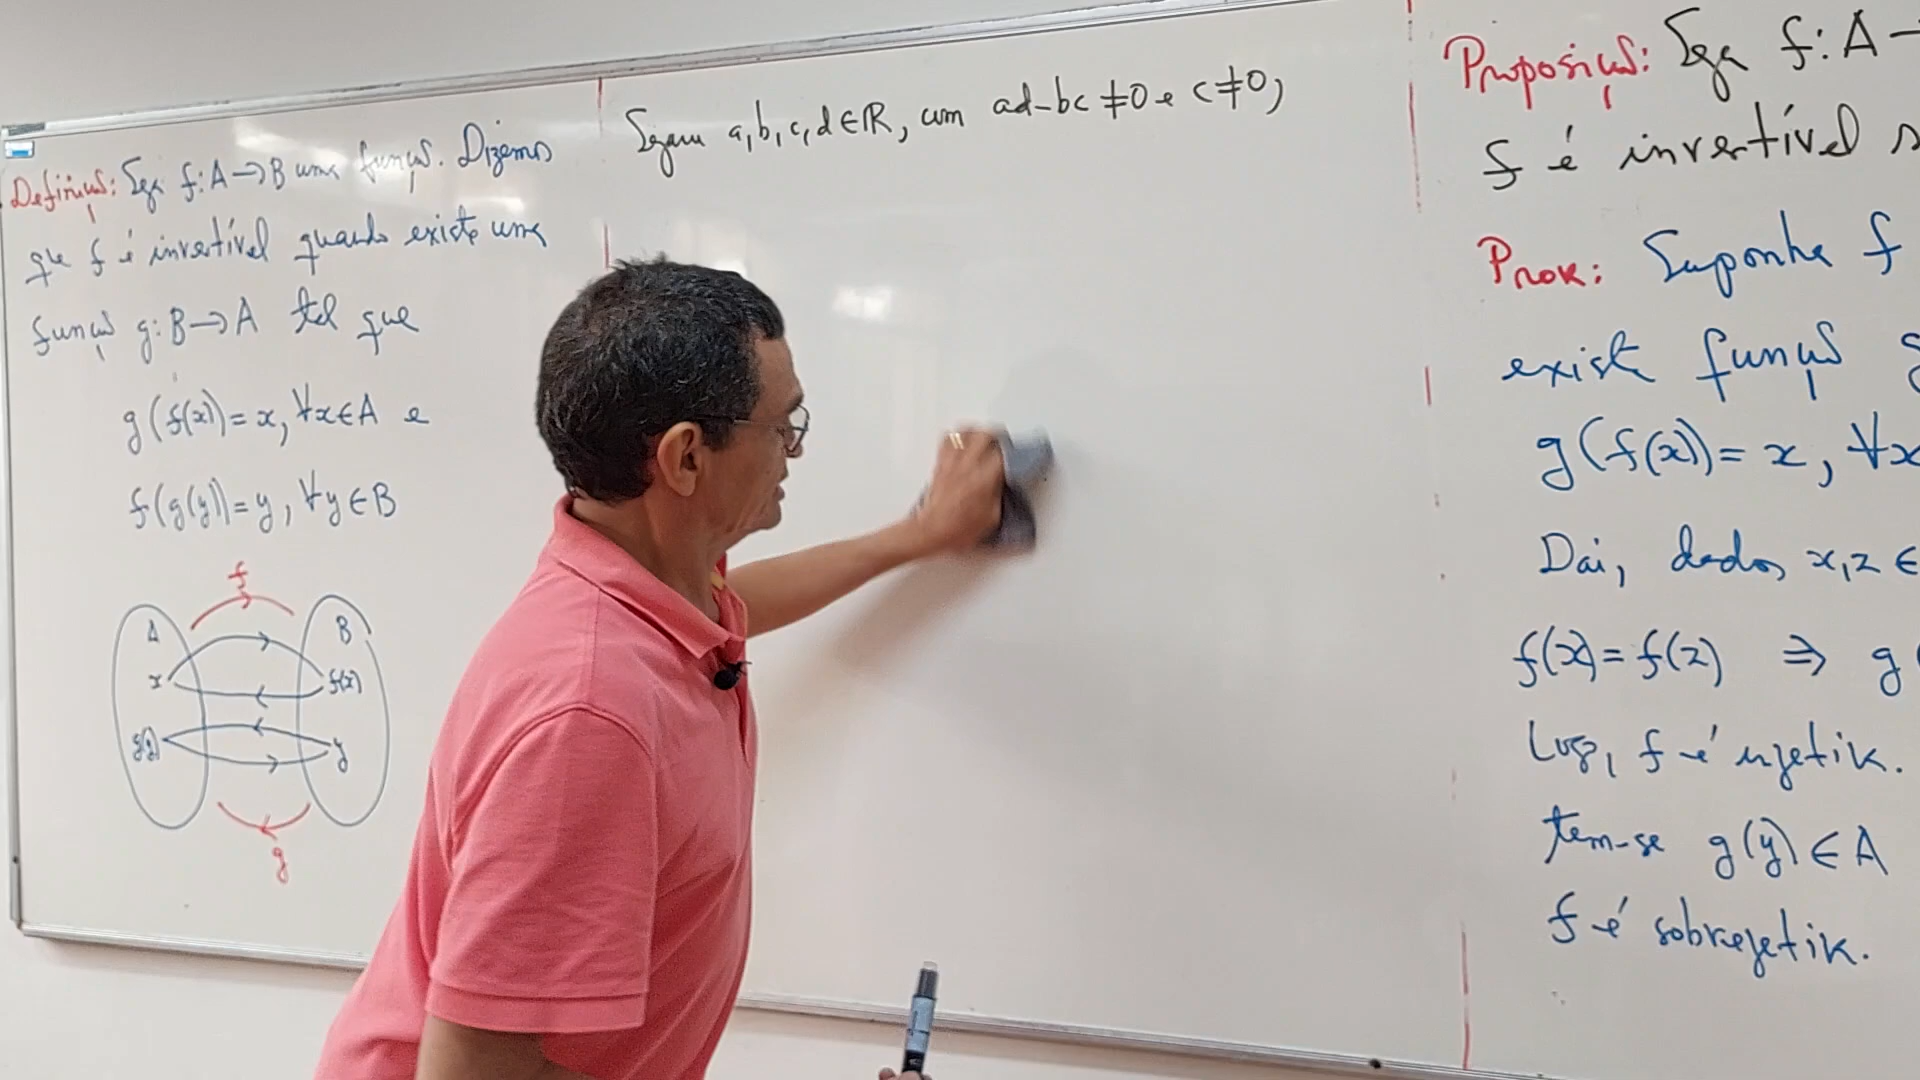 Definição: Seja f: A → B uma função. Dizemos
que f é invertível quando existe uma
função g: B → A tal que
g(f(x)) = x, ∀x ∈ A e
f(g(y)) = y, ∀y ∈ B
f
A
B
x
f(x)
g(y)
y
g
Sejam a, b, c, d ∈ ℝ, com ad-bc ≠ 0 e c ≠ 0,
Proposição: Seja f: A →
f é invertível s
Prova: Suponha f
existe função g
g(f(x)) = x, ∀x
Daí, dados x, z ∈
f(x) = f(z) ⇒ g(
Logo, f é injetiva.
tem-se g(y) ∈ A
f é sobrejetiva.